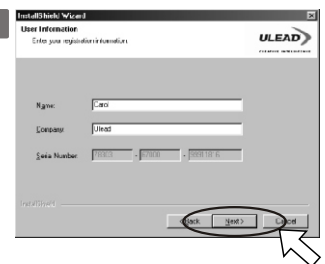 InstallShield Wizard
User Information
Enter your registration information.
ULEAD
Name: Carol
Company: Ulead
Serial Number: - -
InstallShield
< Back Next > Cancel